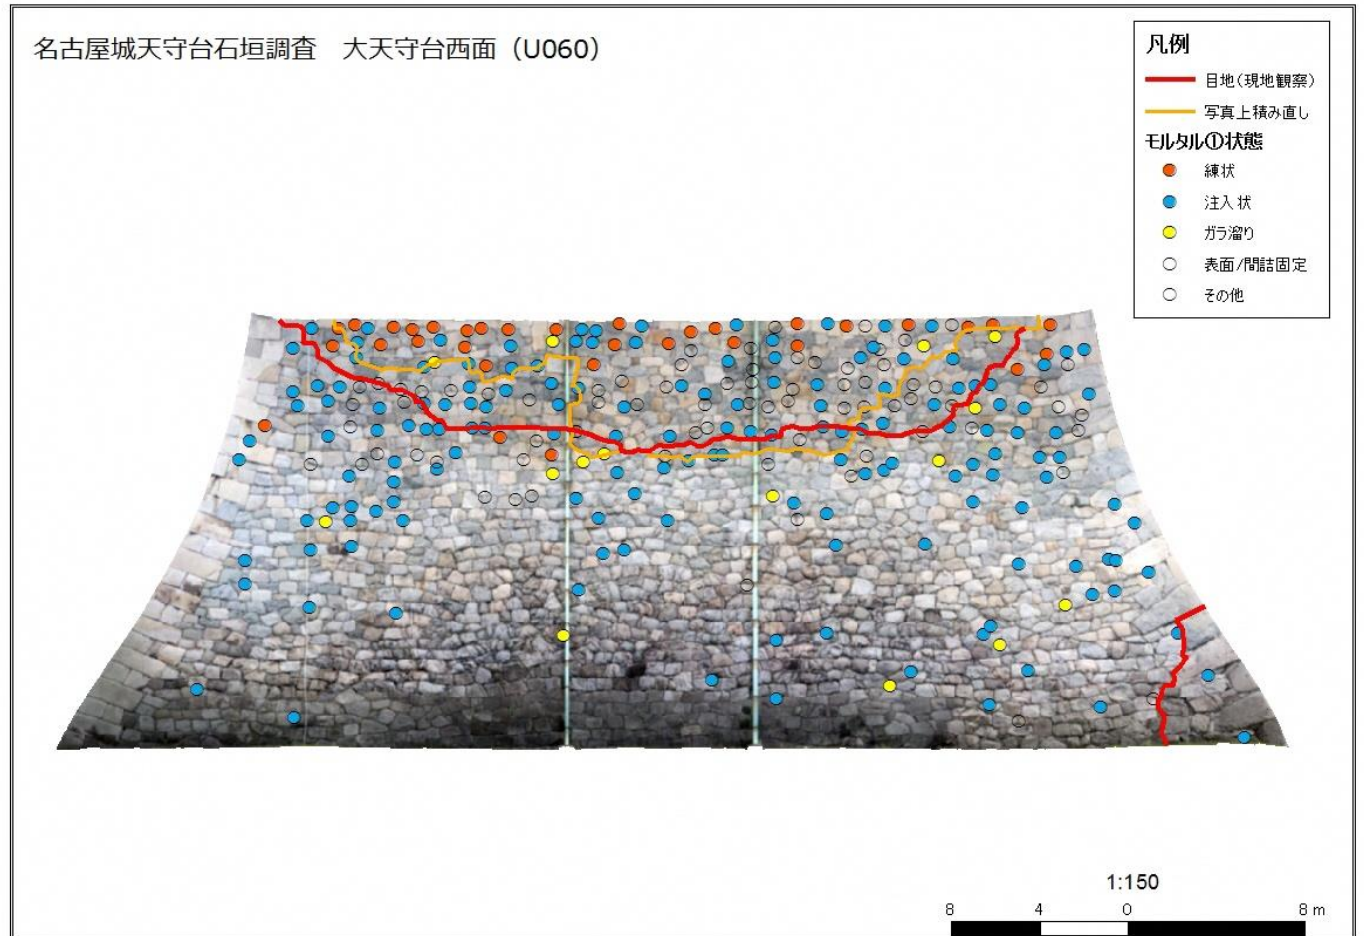 名古屋城天守台石垣調査　大天守台西面（U060）
凡例
目地（現地観察）
写真上積み直し
モルタル①状態
練状
注入状
ガラ溜り
表面/間詰固定
その他
1:150
8 4 0 8 m